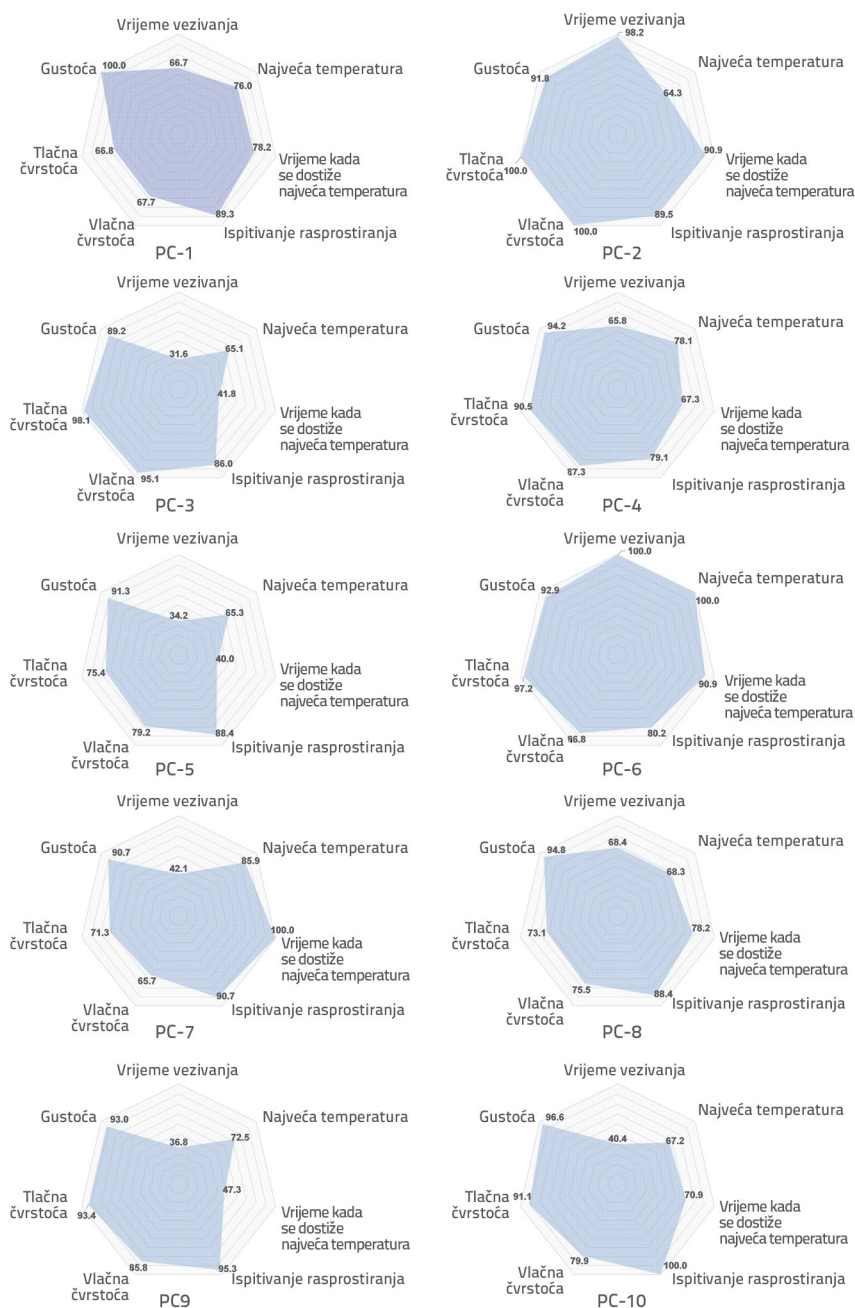 Vrijeme vezivanja
66.7
Gustoća
100.0
Najveća temperatura
76.0
Tlačna
čvrstoća
66.8
78.2
Vrijeme kada
se dostiže
najveća temperatura
67.7
89.3
Vlačna
čvrstoća
Ispitivanje rasprostiranja
PC-1
Vrijeme vezivanja
98.2
Gustoća
91.8
Najveća temperatura
64.3
Tlačna
čvrstoća
100.0
90.9
Vrijeme kada
se dostiže
najveća temperatura
100.0
89.5
Vlačna
čvrstoća
Ispitivanje rasprostiranja
PC-2
Vrijeme vezivanja
31.6
Gustoća
89.2
Najveća temperatura
65.1
Tlačna
čvrstoća
98.1
41.8
Vrijeme kada
se dostiže
najveća temperatura
95.1
86.0
Vlačna
čvrstoća
Ispitivanje rasprostiranja
PC-3
Vrijeme vezivanja
65.8
Gustoća
94.2
Najveća temperatura
78.1
Tlačna
čvrstoća
90.5
67.3
Vrijeme kada
se dostiže
najveća temperatura
87.3
79.1
Vlačna
čvrstoća
Ispitivanje rasprostiranja
PC-4
Vrijeme vezivanja
34.2
Gustoća
91.3
Najveća temperatura
65.3
Tlačna
čvrstoća
75.4
40.0
Vrijeme kada
se dostiže
najveća temperatura
79.2
88.4
Vlačna
čvrstoća
Ispitivanje rasprostiranja
PC-5
Vrijeme vezivanja
100.0
Gustoća
92.9
Najveća temperatura
100.0
Tlačna
čvrstoća
97.2
90.9
Vrijeme kada
se dostiže
najveća temperatura
86.8
80.2
Vlačna
čvrstoća
Ispitivanje rasprostiranja
PC-6
Vrijeme vezivanja
42.1
Gustoća
90.7
Najveća temperatura
85.9
Tlačna
čvrstoća
71.3
100.0
Vrijeme kada
se dostiže
najveća temperatura
65.7
90.7
Vlačna
čvrstoća
Ispitivanje rasprostiranja
PC-7
Vrijeme vezivanja
68.4
Gustoća
94.8
Najveća temperatura
68.3
Tlačna
čvrstoća
73.1
78.2
Vrijeme kada
se dostiže
najveća temperatura
75.5
88.4
Vlačna
čvrstoća
Ispitivanje rasprostiranja
PC-8
Vrijeme vezivanja
36.8
Gustoća
93.0
Najveća temperatura
72.5
Tlačna
čvrstoća
93.4
47.3
Vrijeme kada
se dostiže
najveća temperatura
85.8
95.3
Vlačna
čvrstoća
Ispitivanje rasprostiranja
PC9
Vrijeme vezivanja
40.4
Gustoća
96.6
Najveća temperatura
67.2
Tlačna
čvrstoća
91.1
70.9
Vrijeme kada
se dostiže
najveća temperatura
79.9
100.0
Vlačna
čvrstoća
Ispitivanje rasprostiranja
PC-10